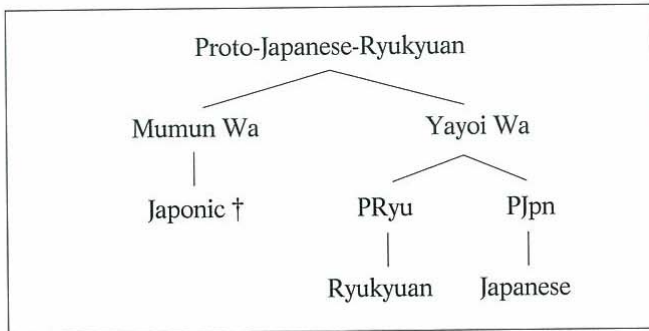 Proto-Japanese-Ryukyuan
Mumun Wa Yayoi Wa
Japonic † PRyu PJpn
Ryukyuan Japanese